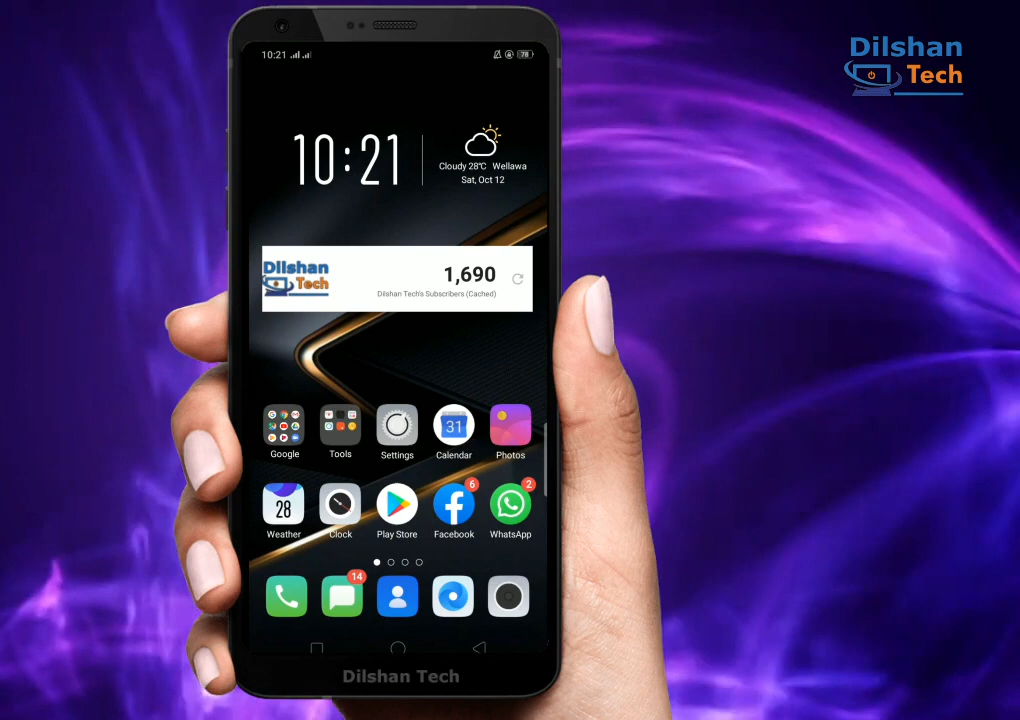 Dilshan
Tech
10:21
78
10:21
Cloudy 28℃ Wellawa
Sat, Oct 12
Dilshan
Tech
1,690
Dilshan Tech's Subscribers (Cached)
Google
Tools
Settings
31
Calendar
Photos
28
Weather
Clock
Play Store
6
Facebook
2
WhatsApp
14
Dilshan Tech